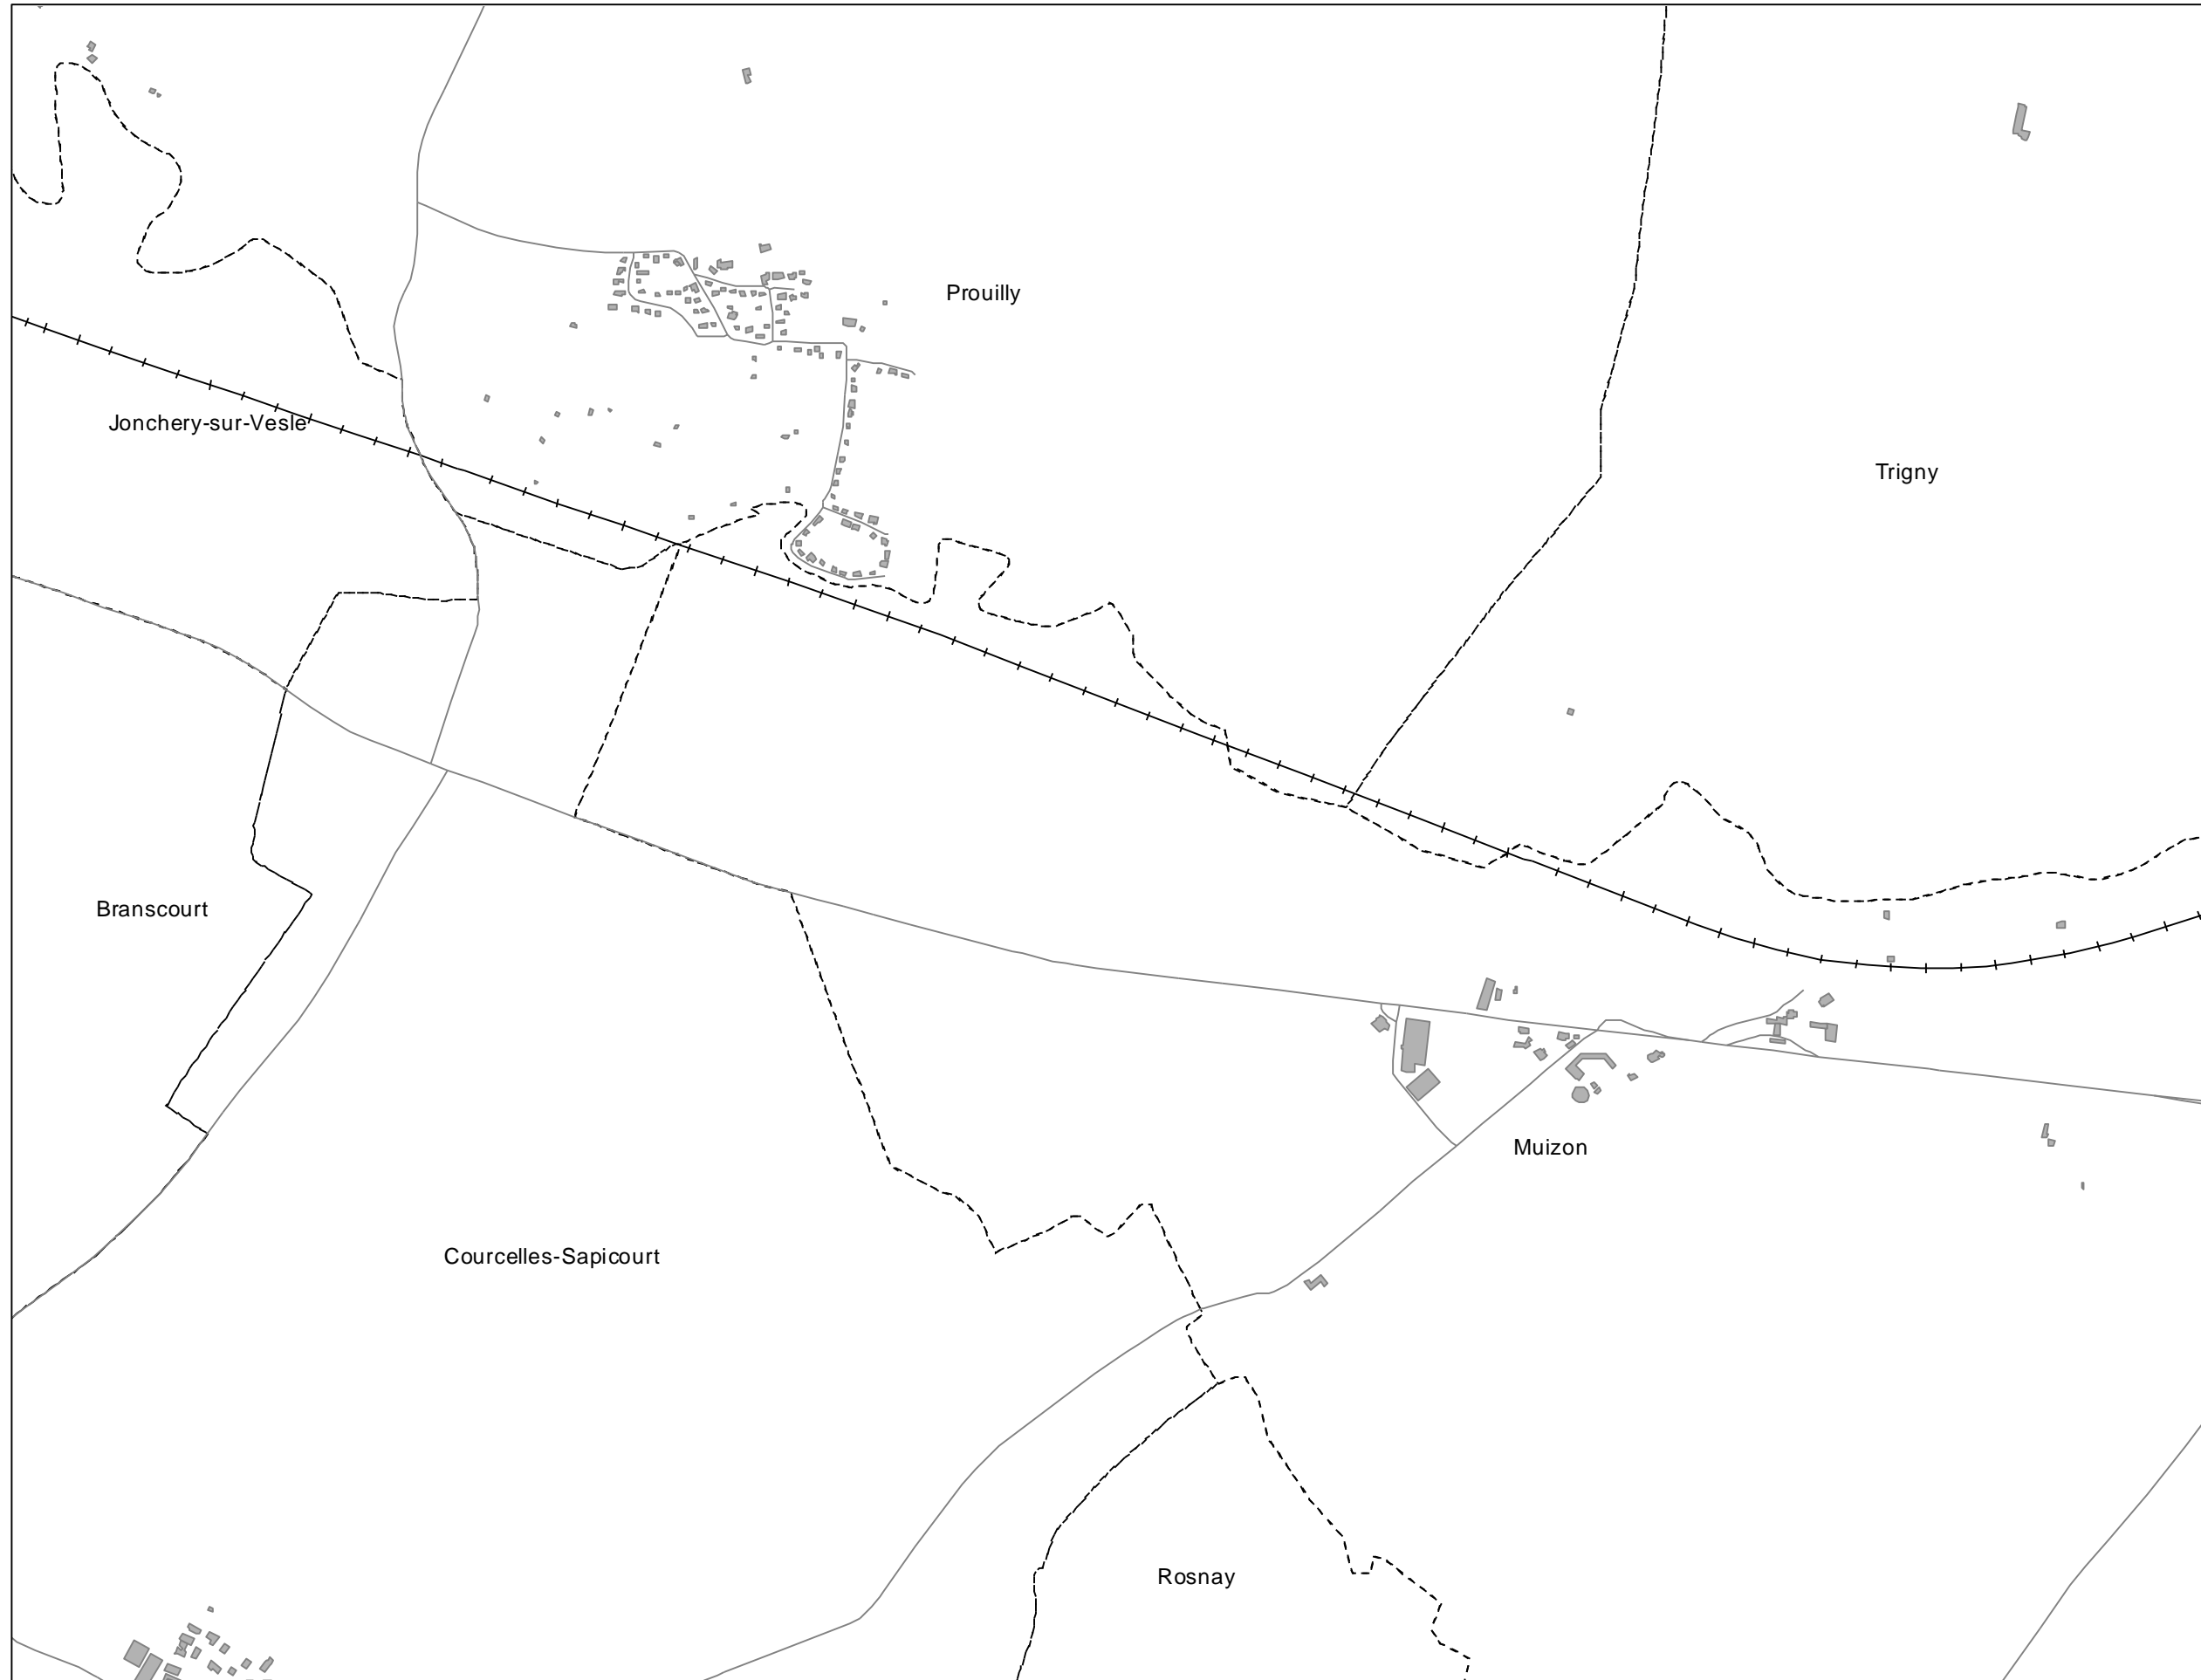 Prouilly
Jonchery-sur-Vesle
Trigny
Branscourt
Muizon
Courcelles-Sapicourt
Rosnay